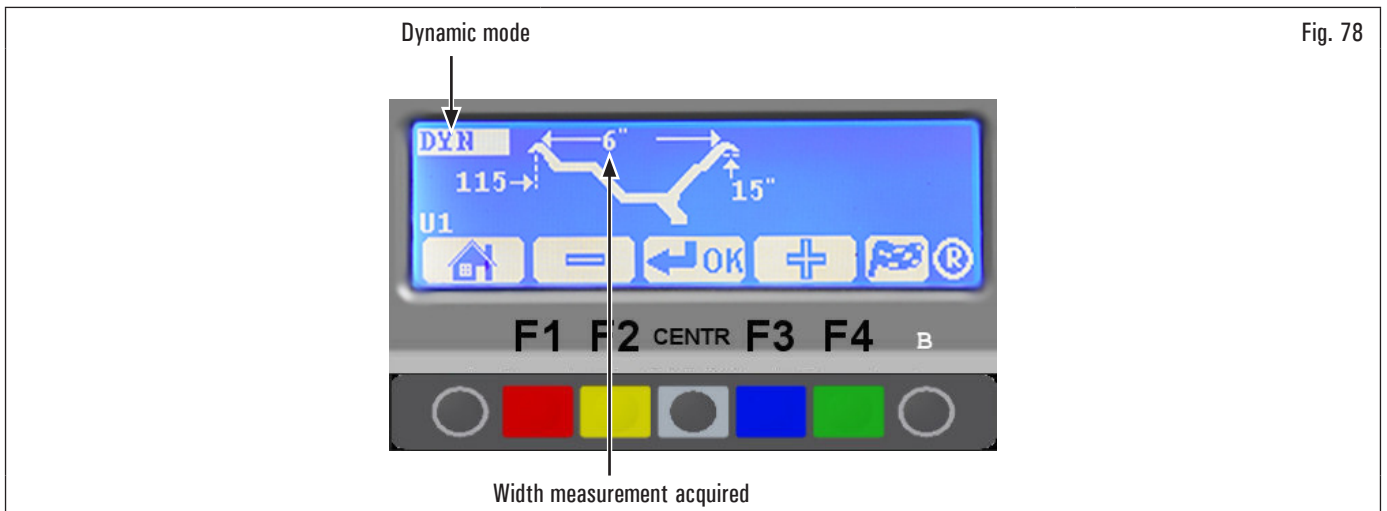 Dynamic mode
Fig. 78
DYN
6"
115
15"
U1
OK
R
F1 F2 CENTR F3 F4 B
Width measurement acquired